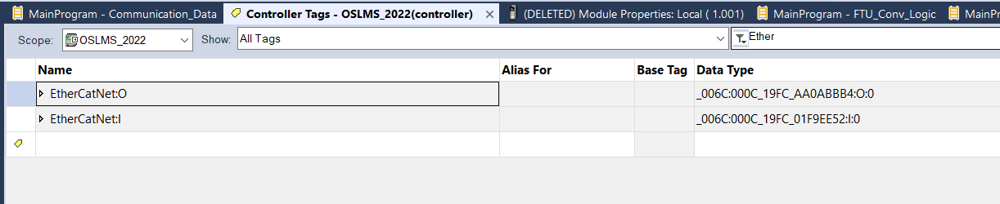 MainProgram - Communication_Data Controller Tags - OSLMS_2022(controller) (DELETED) Module Properties: Local ( 1.001) MainProgram - FTU_Conv_Logic MainPr
Scope: OSLMS_2022 Show: All Tags Ether
Name Alias For Base Tag Data Type
EtherCatNet:O _006C:000C_19FC_AA0ABBB4:O:0
EtherCatNet:I _006C:000C_19FC_01F9EE52:I:0